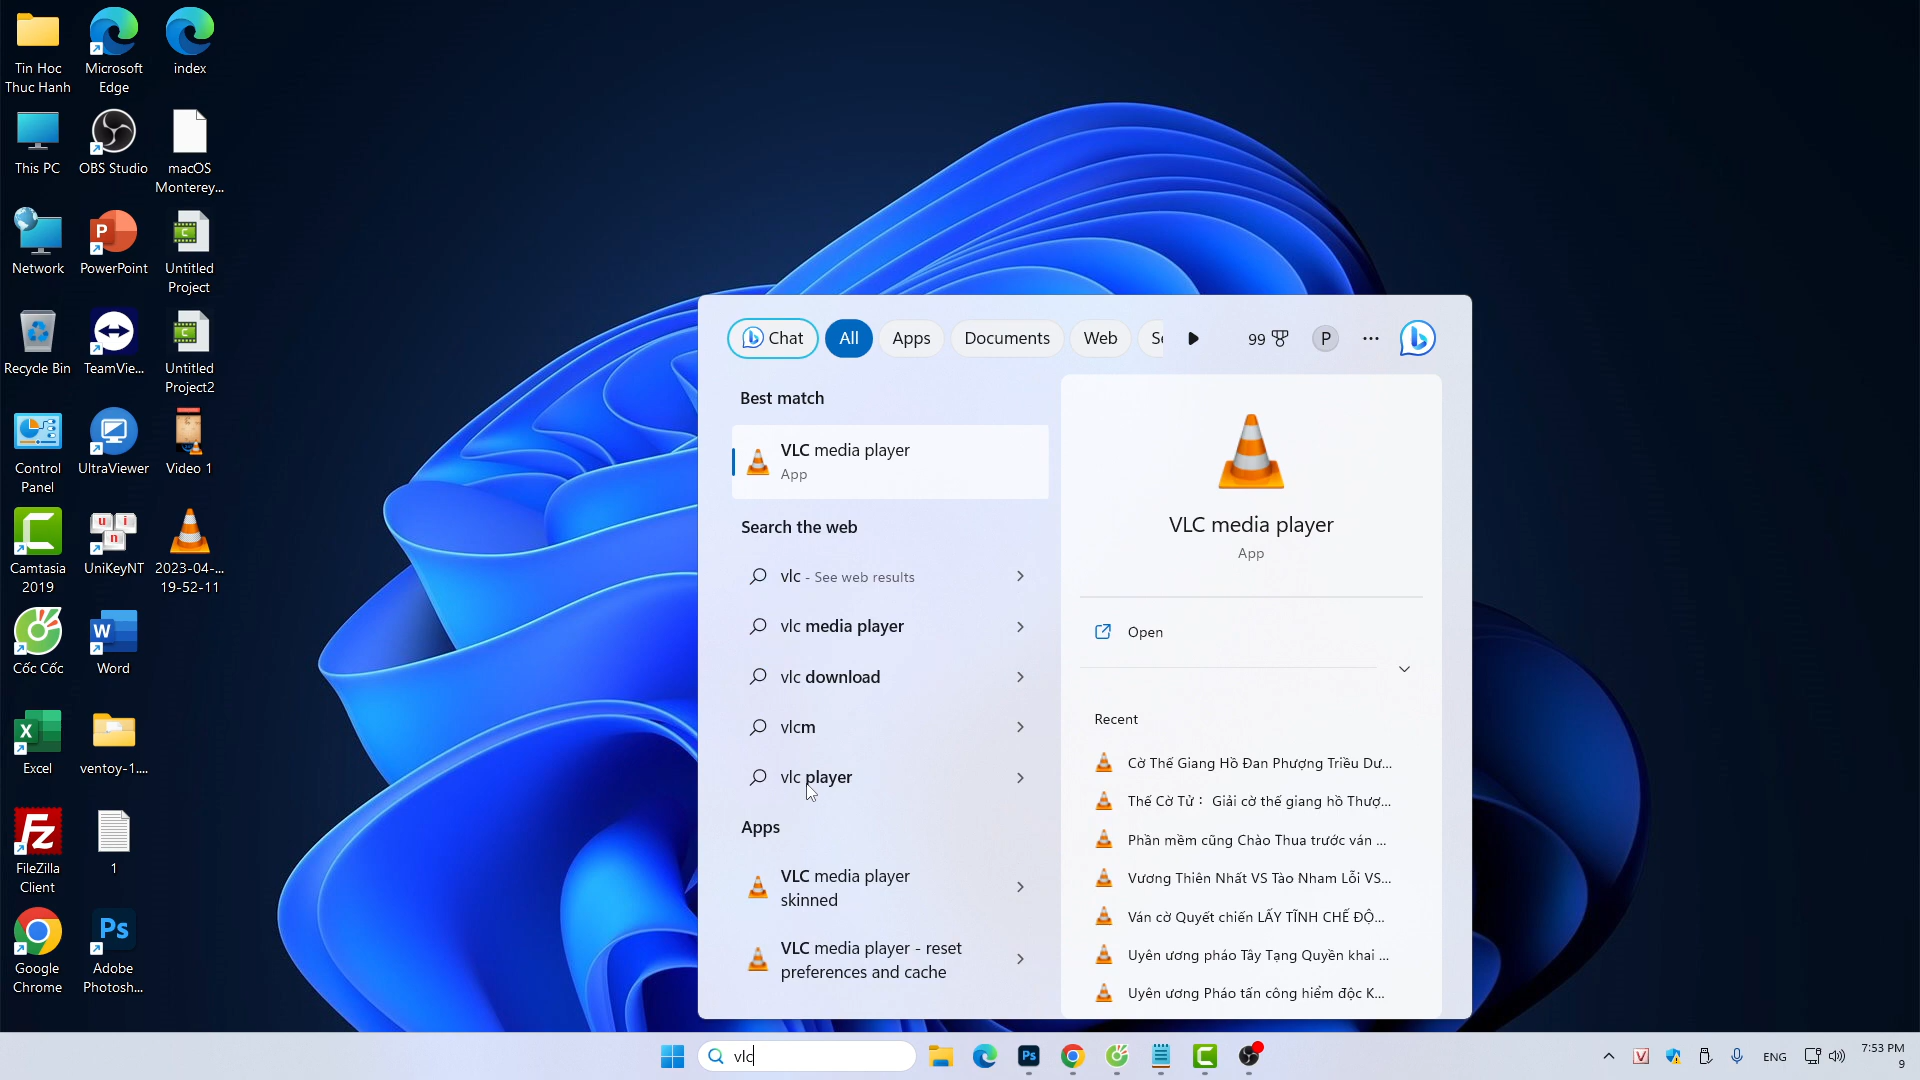 Tin Hoc
Thuc Hanh
Microsoft
Edge
index
This PC
OBS Studio
macOS
Monterey...
Network
PowerPoint
Untitled
Project
Recycle Bin
TeamVie...
Untitled
Project2
Control
Panel
UltraViewer
Video 1
Camtasia
2019
UniKeyNT
2023-04-...
19-52-11
Cốc Cốc
Word
Excel
ventoy-1....
FileZilla
Client
1
Google
Chrome
Adobe
Photosh...
Chat
All
Apps
Documents
Web
99
P
Best match
VLC media player
App
Search the web
vlc - See web results
vlc media player
vlc download
vlcm
vlc player
Apps
VLC media player
skinned
VLC media player - reset
preferences and cache
VLC media player
App
Open
Recent
Cờ Thế Giang Hồ Đan Phượng Triều Dư...
Thế Cờ Tử： Giải cờ thế giang hồ Thượ...
Phần mềm cũng Chào Thua trước ván ...
Vương Thiên Nhất VS Tào Nham Lỗi VS...
Ván cờ Quyết chiến LẤY TĨNH CHẾ ĐỘ...
Uyên ương pháo Tây Tạng Quyền khai ...
Uyên ương Pháo tấn công hiểm độc K...
vlc
ENG
7:53 PM
9